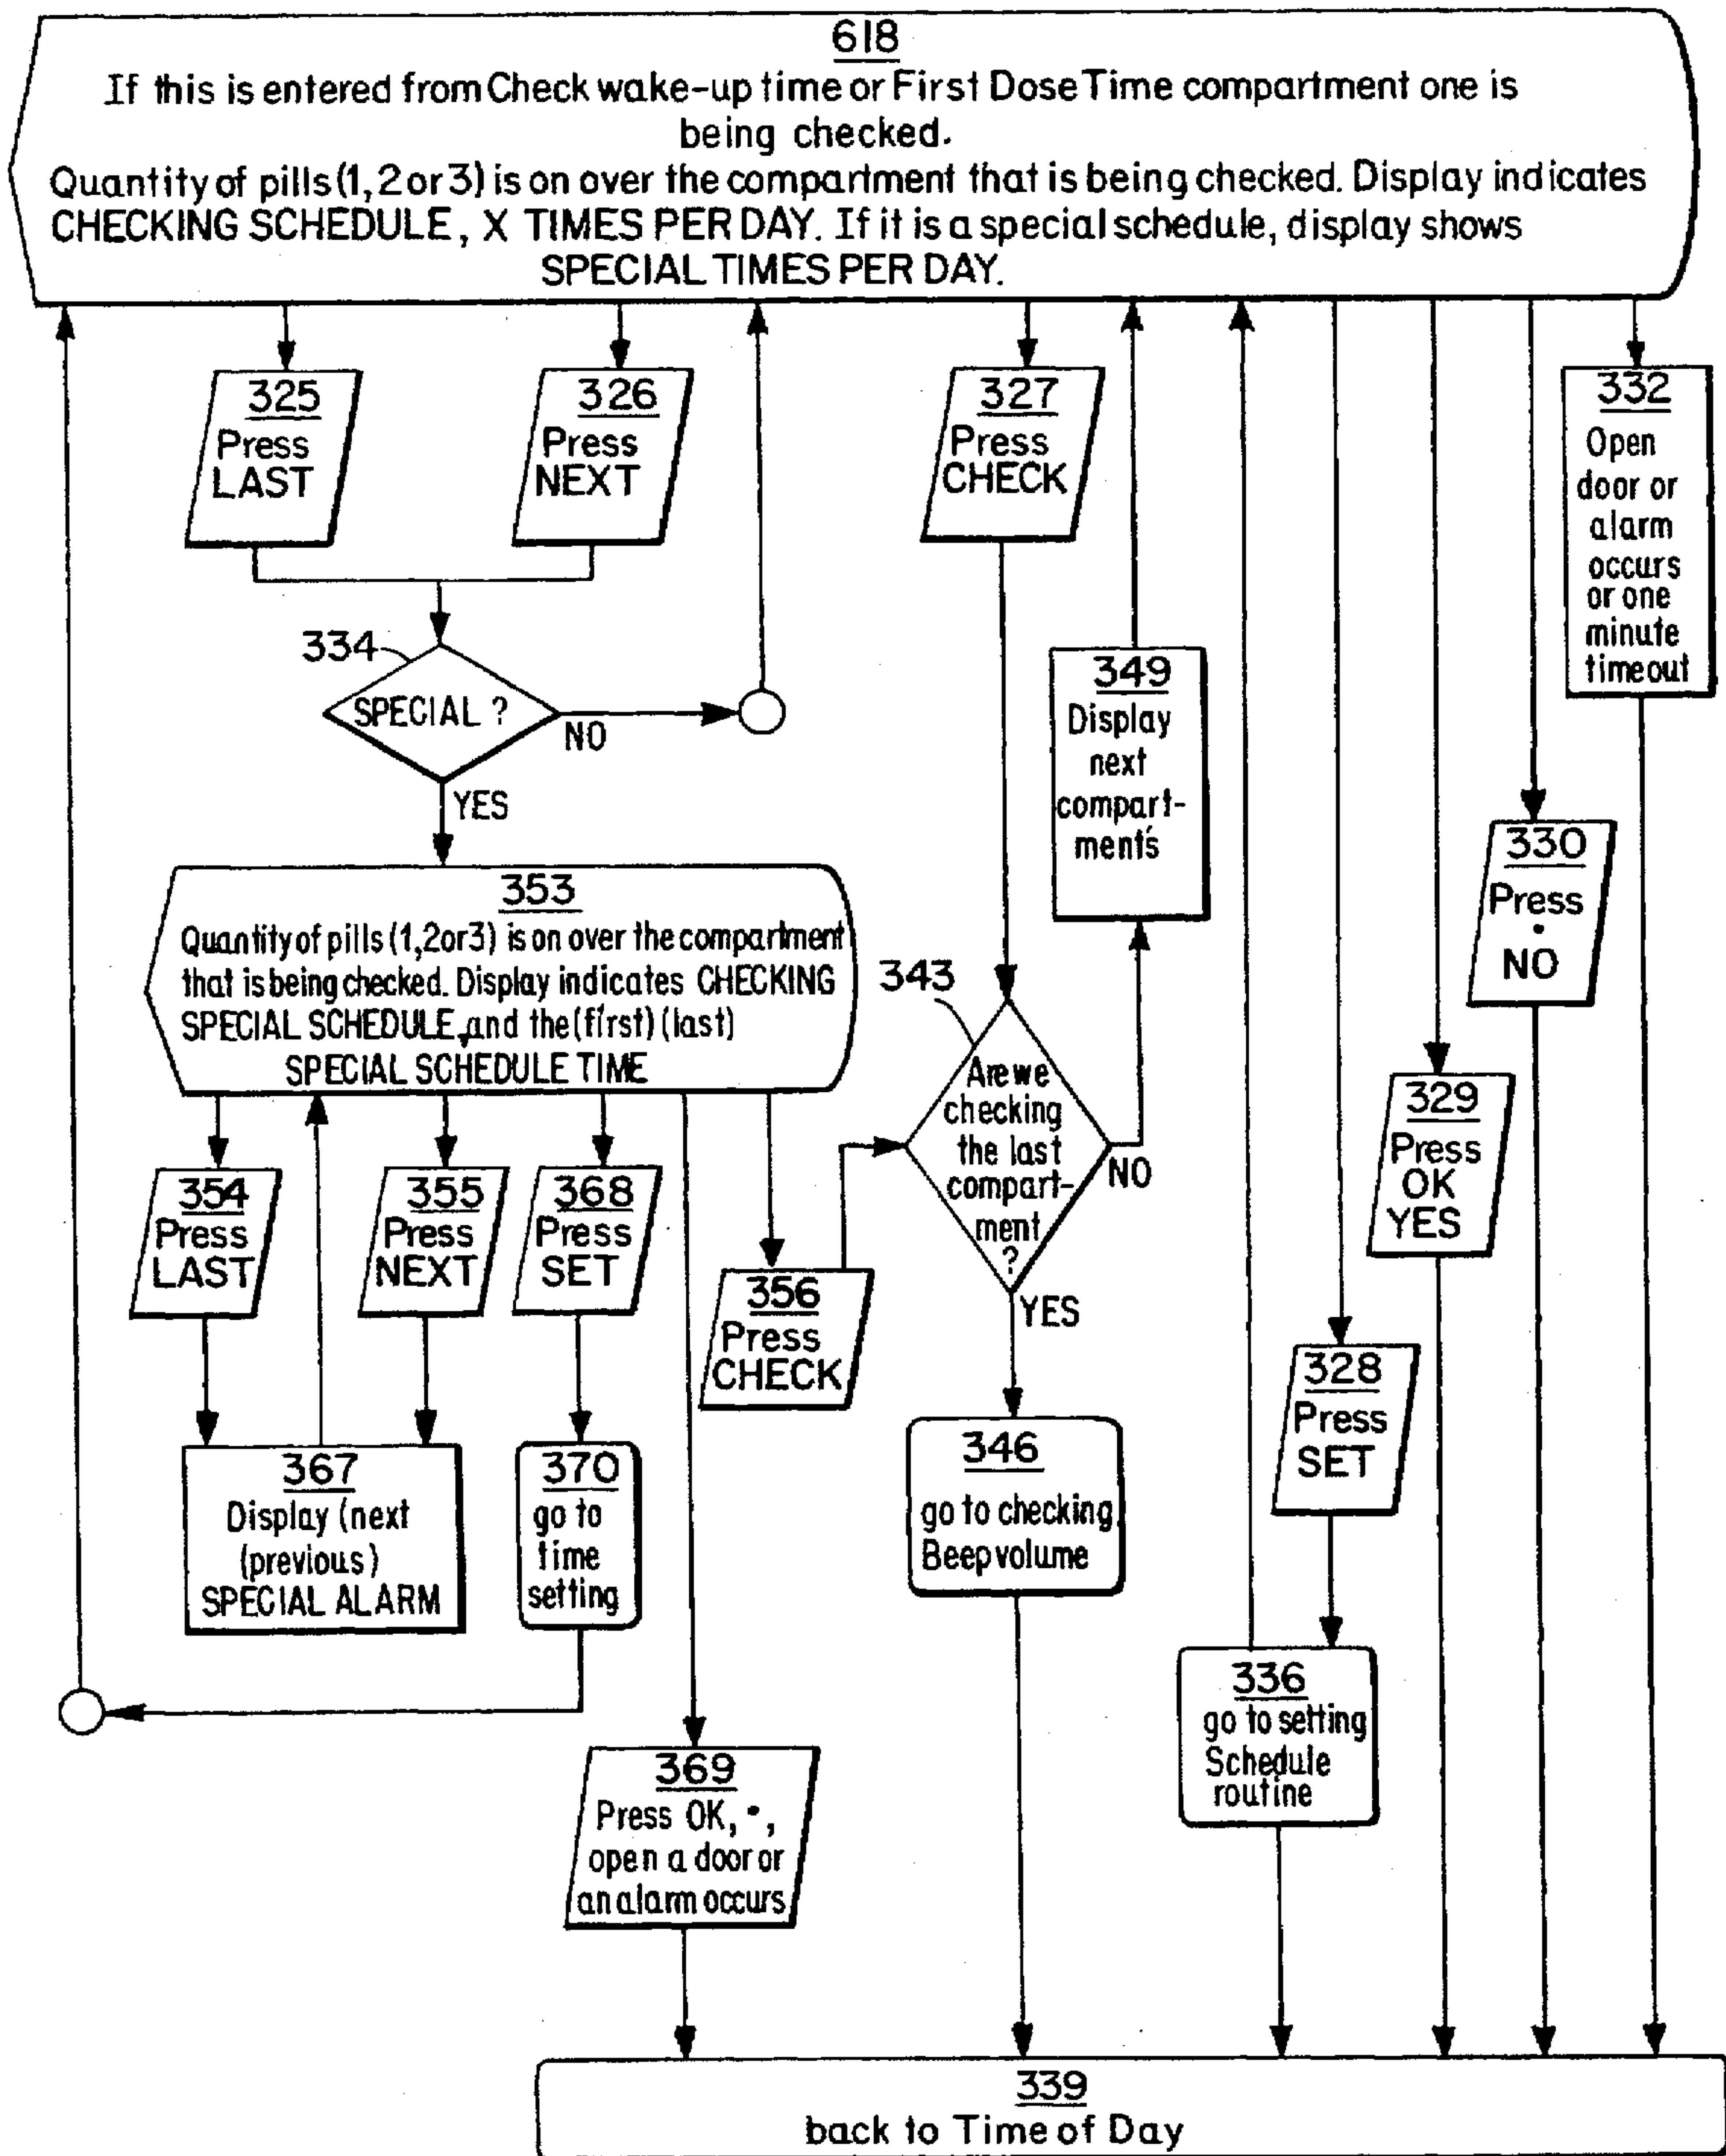 618
If this is entered from Check wake-up time or First Dose Time compartment one is
being checked.
Quantity of pills (1, 2 or 3) is on over the compartment that is being checked. Display indicates
CHECKING SCHEDULE, X TIMES PER DAY. If it is a special schedule, display shows
SPECIAL TIMES PER DAY.
325
Press
LAST
326
Press
NEXT
327
Press
CHECK
332
Open
door or
alarm
occurs
or one
minute
timeout
334
SPECIAL ?
NO
YES
349
Display
next
compart-
ment's
330
Press
•
NO
353
Quantity of pills (1,2or3) is on over the compartment
that is being checked. Display indicates CHECKING
SPECIAL SCHEDULE, and the (first) (last)
SPECIAL SCHEDULE TIME
343
Are we
checking
the last
compart-
ment
?
NO
YES
329
Press
OK
YES
354
Press
LAST
355
Press
NEXT
368
Press
SET
356
Press
CHECK
328
Press
SET
367
Display (next
(previous)
SPECIAL ALARM
370
go to
time
setting
346
go to checking
Beep volume
336
go to setting
Schedule
routine
369
Press OK, •,
open a door or
an alarm occurs
339
back to Time of Day